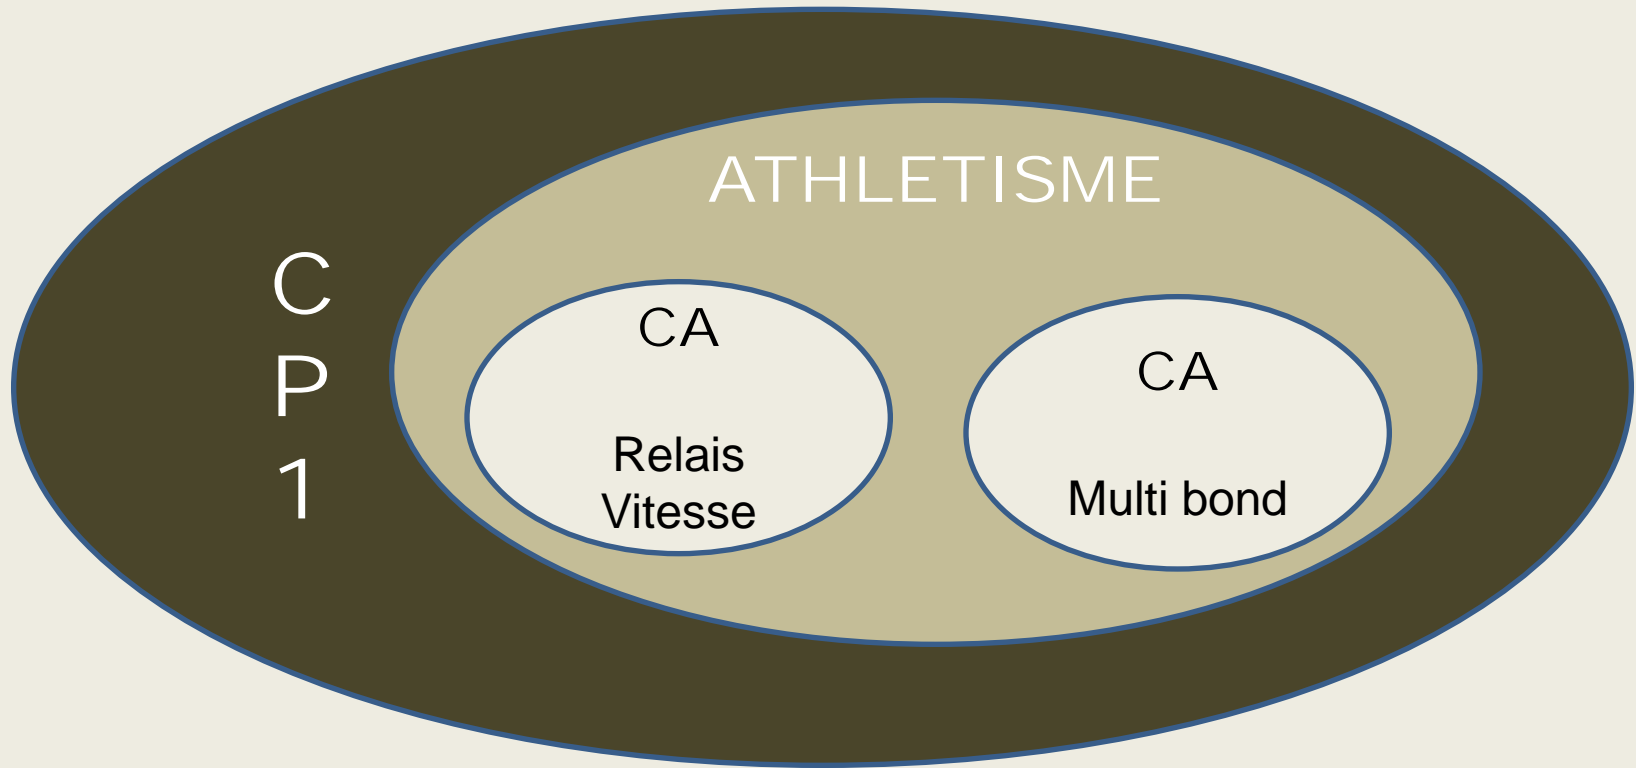 ATHLETISME
C
P
1
CA
Relais
Vitesse
CA
Multi bond